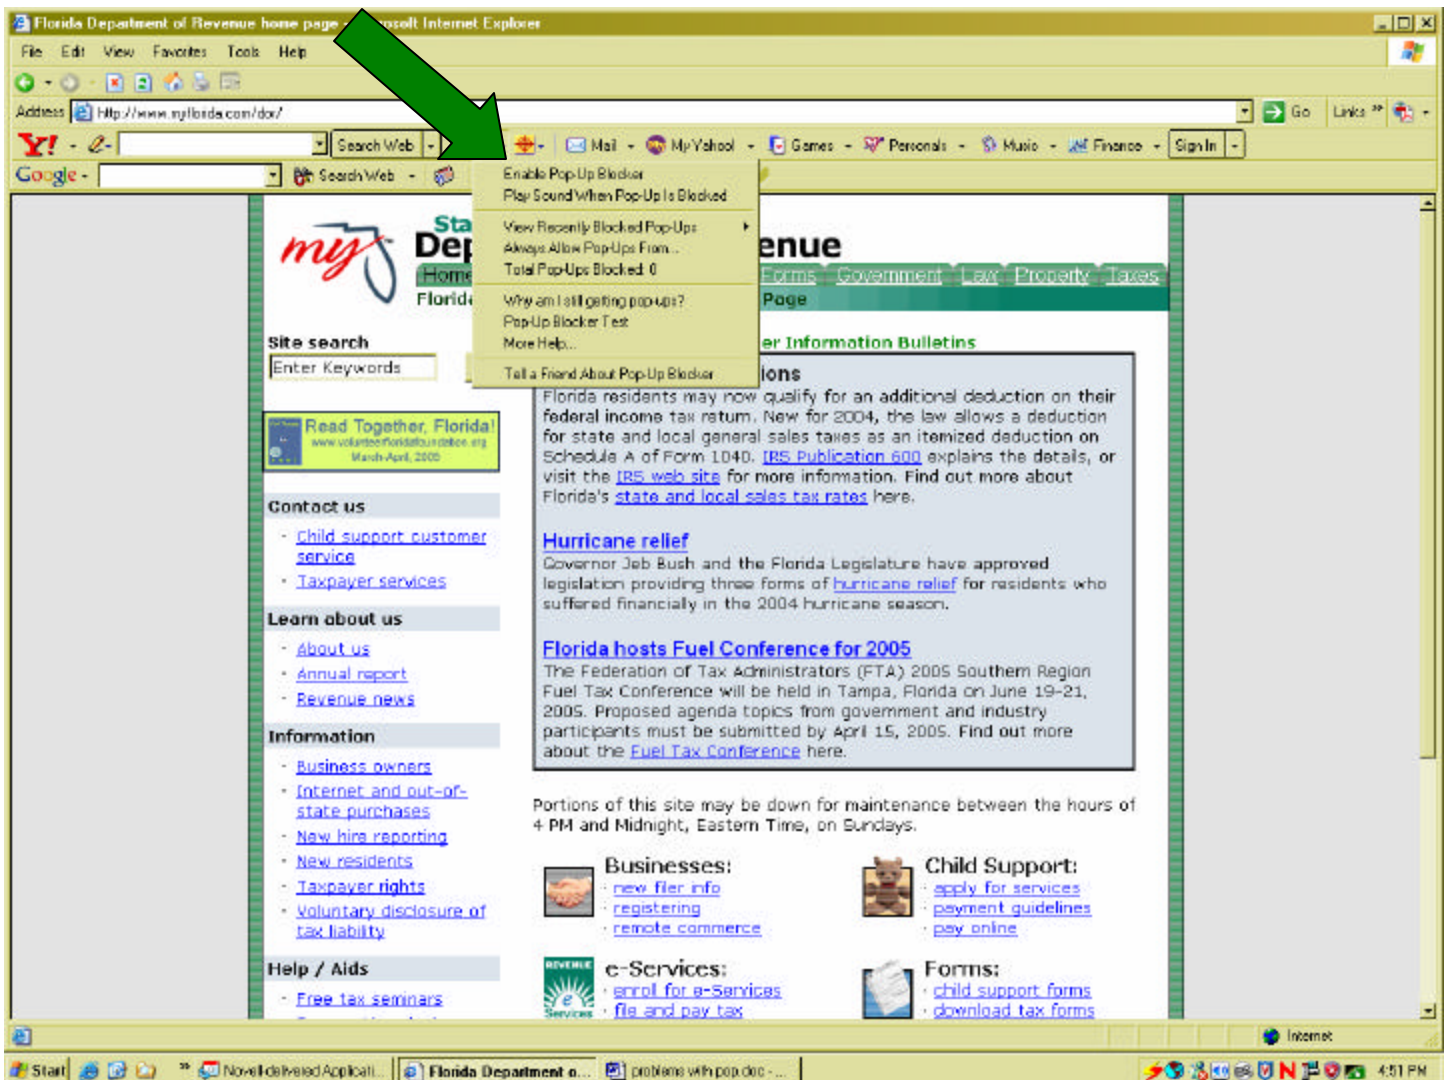 Florida Department of Revenue home page - Microsoft Internet Explorer
File Edit View Favorites Tools Help
Address http://www.myflorida.com/dor/ Go Links »
Y! Search Web Mail My Yahoo! Games Personals Music Finance Sign In
Google Search Web
Enable Pop-Up Blocker
Play Sound When Pop-Up Is Blocked
View Recently Blocked Pop-Ups
Always Allow Pop-Ups From...
Total Pop-Ups Blocked: 0
Why am I still getting pop-ups?
Pop-Up Blocker Test
More Help...
Tell a Friend About Pop-Up Blocker
my
Sta
Dep enue
Home Forms Government Law Property Taxes
Florid Page
Site search
Enter Keywords
Read Together, Florida!
www.volunteerfloridafoundation.org
March-April, 2005
Contact us
- Child support customer
service
- Taxpayer services
Learn about us
- About us
- Annual report
- Revenue news
Information
- Business owners
- Internet and out-of-
state purchases
- New hire reporting
- New residents
- Taxpayer rights
- Voluntary disclosure of
tax liability
Help / Aids
- Free tax seminars
er Information Bulletins
ions
Florida residents may now qualify for an additional deduction on their
federal income tax return. New for 2004, the law allows a deduction
for state and local general sales taxes as an itemized deduction on
Schedule A of Form 1040. IRS Publication 600 explains the details, or
visit the IRS web site for more information. Find out more about
Florida's state and local sales tax rates here.
Hurricane relief
Governor Jeb Bush and the Florida Legislature have approved
legislation providing three forms of hurricane relief for residents who
suffered financially in the 2004 hurricane season.
Florida hosts Fuel Conference for 2005
The Federation of Tax Administrators (FTA) 2005 Southern Region
Fuel Tax Conference will be held in Tampa, Florida on June 19-21,
2005. Proposed agenda topics from government and industry
participants must be submitted by April 15, 2005. Find out more
about the Fuel Tax Conference here.
Portions of this site may be down for maintenance between the hours of
4 PM and Midnight, Eastern Time, on Sundays.
Businesses:
· new filer info
· registering
· remote commerce
Child Support:
· apply for services
· payment guidelines
· pay online
REVENUE
e
Services
e-Services:
· enroll for e-Services
· file and pay tax
Forms:
· child support forms
· download tax forms
Internet
Start » Novell-delivered Applicati... Florida Department o... problems with pop.doc - ... N 4:51 PM